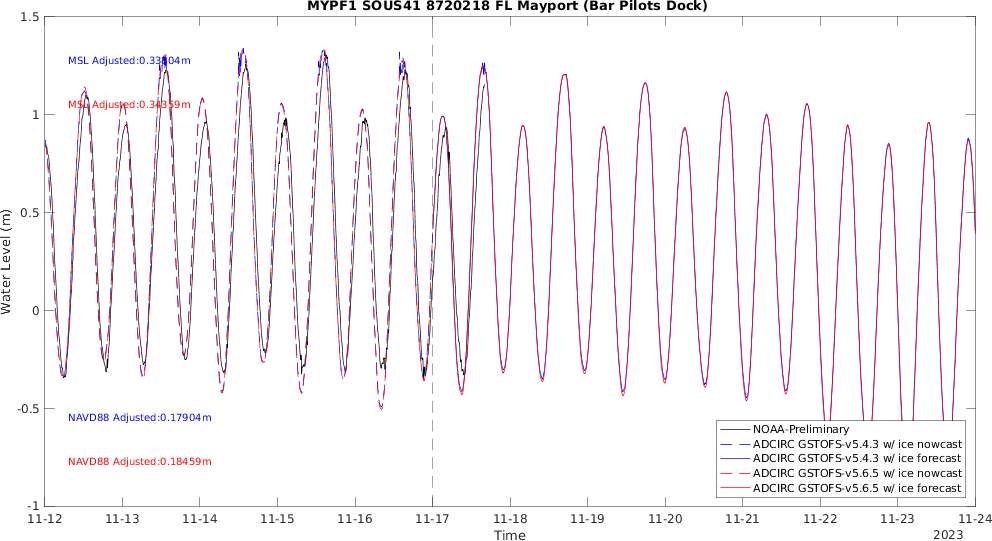 MYPF1 SOUS41 8720218 FL Mayport (Bar Pilots Dock)
1.5
1
0.5
0
-0.5
-1
Water Level (m)
MSL Adjusted:0.33804m
MSL Adjusted:0.34359m
NAVD88 Adjusted:0.17904m
NAVD88 Adjusted:0.18459m
NOAA-Preliminary
ADCIRC GSTOFS-v5.4.3 w/ ice nowcast
ADCIRC GSTOFS-v5.4.3 w/ ice forecast
ADCIRC GSTOFS-v5.6.5 w/ ice nowcast
ADCIRC GSTOFS-v5.6.5 w/ ice forecast
11-12 11-13 11-14 11-15 11-16 11-17 11-18 11-19 11-20 11-21 11-22 11-23 11-24
Time
2023